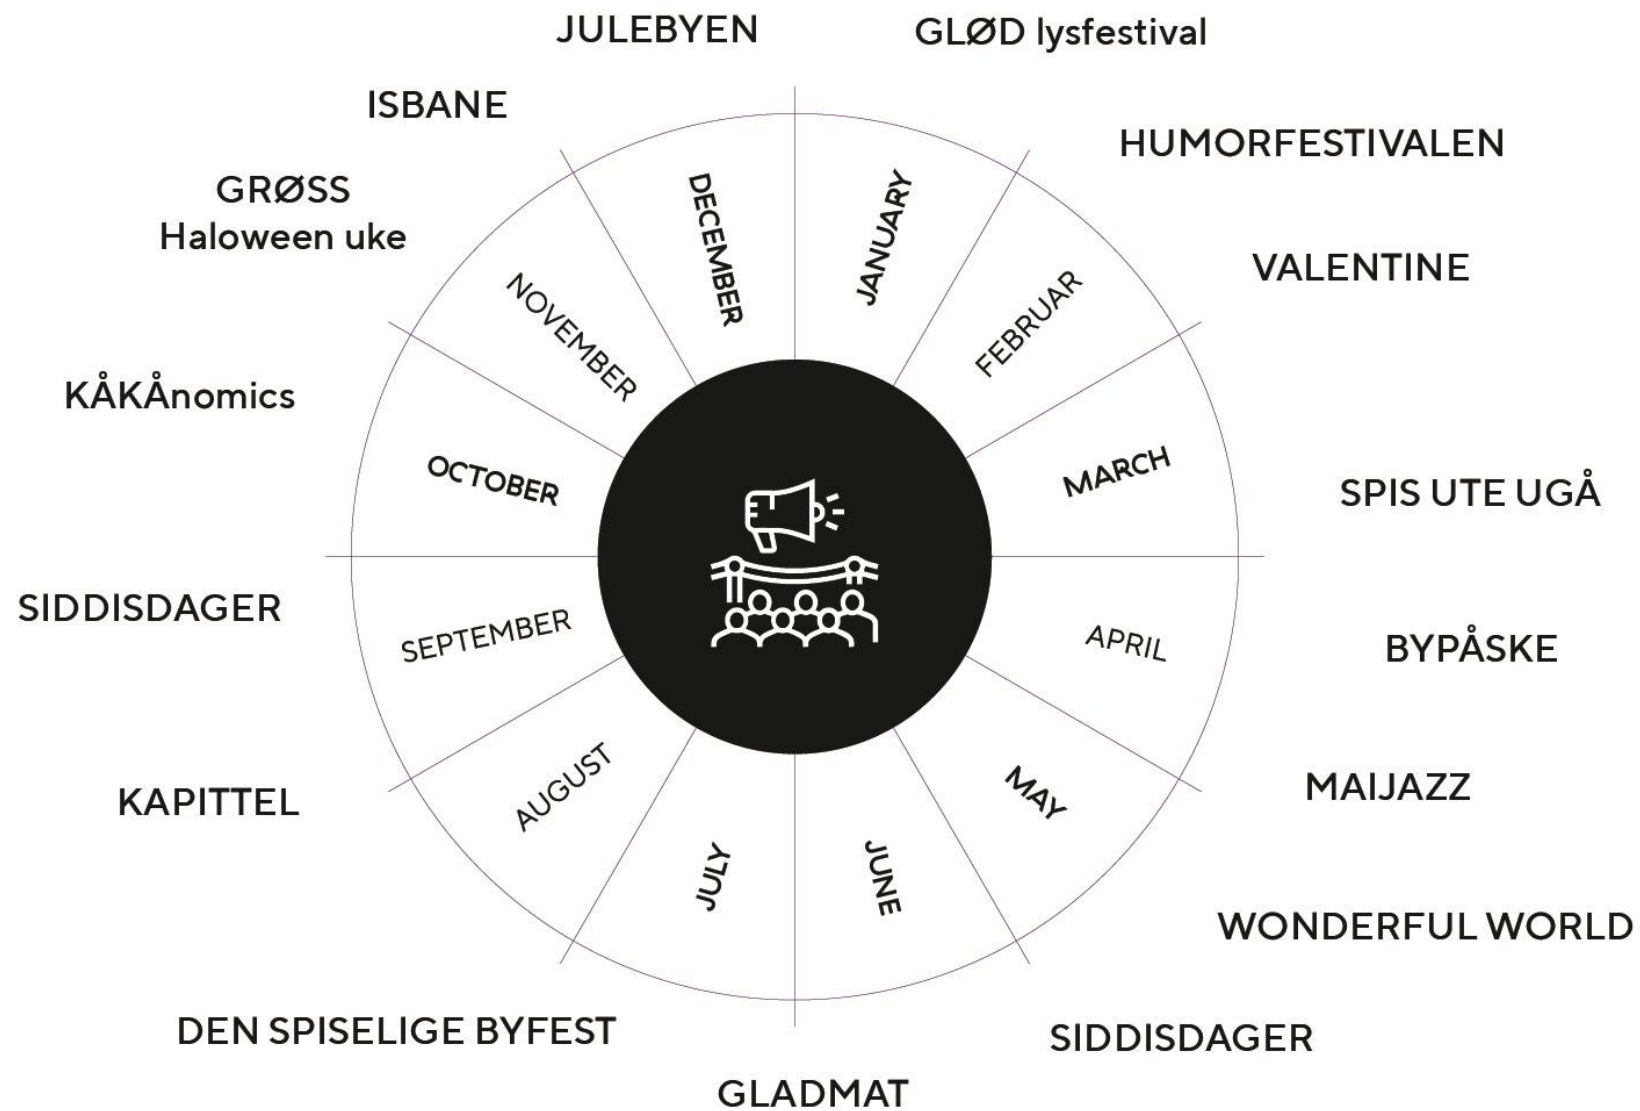 JULEBYEN
GLØD lysfestival
ISBANE
HUMORFESTIVALEN
GRØSS
Haloween uke
VALENTINE
KÅKÅnomics
SPIS UTE UGÅ
SIDDISDAGER
BYPÅSKE
KAPITTEL
MAIJAZZ
WONDERFUL WORLD
DEN SPISELIGE BYFEST
SIDDISDAGER
GLADMAT
JANUARY
FEBRUAR
MARCH
APRIL
MAY
JUNE
JULY
AUGUST
SEPTEMBER
OCTOBER
NOVEMBER
DECEMBER